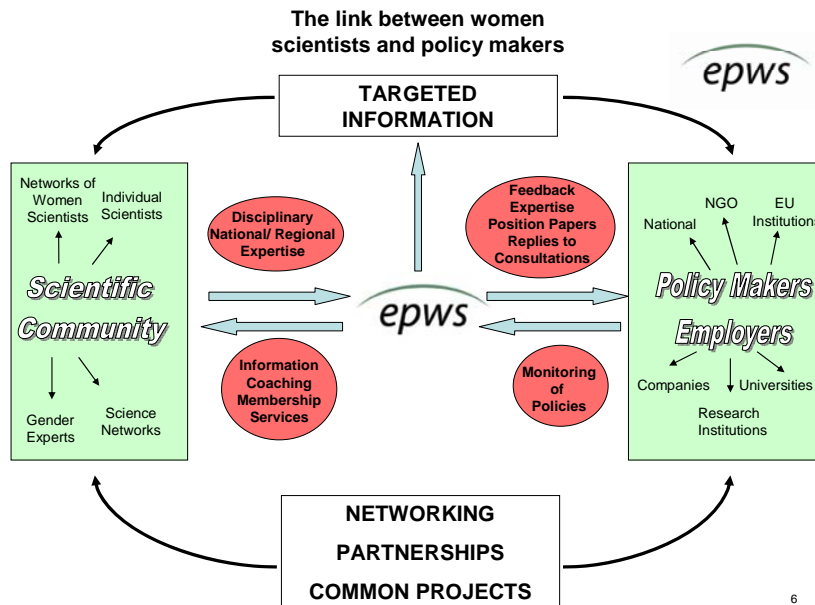 The link between women
scientists and policy makers
epws
TARGETED
INFORMATION
Networks of
Women
Scientists
Individual
Scientists
Scientific
Community
Gender
Experts
Science
Networks
Disciplinary
National/ Regional
Expertise
Information
Coaching
Membership
Services
epws
Feedback
Expertise
Position Papers
Replies to
Consultations
Monitoring
of
Policies
National
NGO
EU
Institutions
Policy Makers
Employers
Companies
Research
Institutions
Universities
NETWORKING
PARTNERSHIPS
COMMON PROJECTS
6